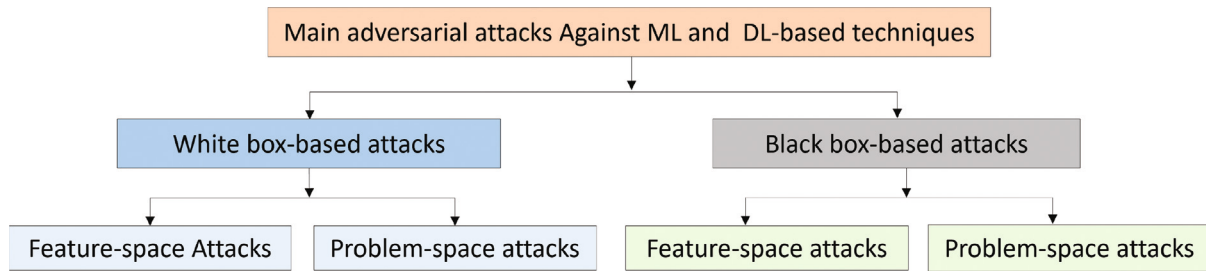 Main adversarial attacks Against ML and DL-based techniques
White box-based attacks
Black box-based attacks
Feature-space Attacks
Problem-space attacks
Feature-space attacks
Problem-space attacks